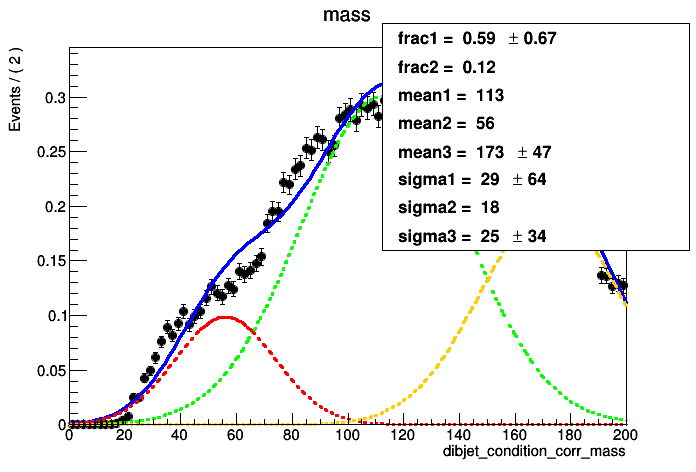 mass
Events / ( 2 )
frac1 = 0.59 ± 0.67
frac2 = 0.12
mean1 = 113
mean2 = 56
mean3 = 173 ± 47
sigma1 = 29 ± 64
sigma2 = 18
sigma3 = 25 ± 34
0.3
0.25
0.2
0.15
0.1
0.05
0
0 20 40 60 80 100 120 140 160 180 200
dibjet_condition_corr_mass